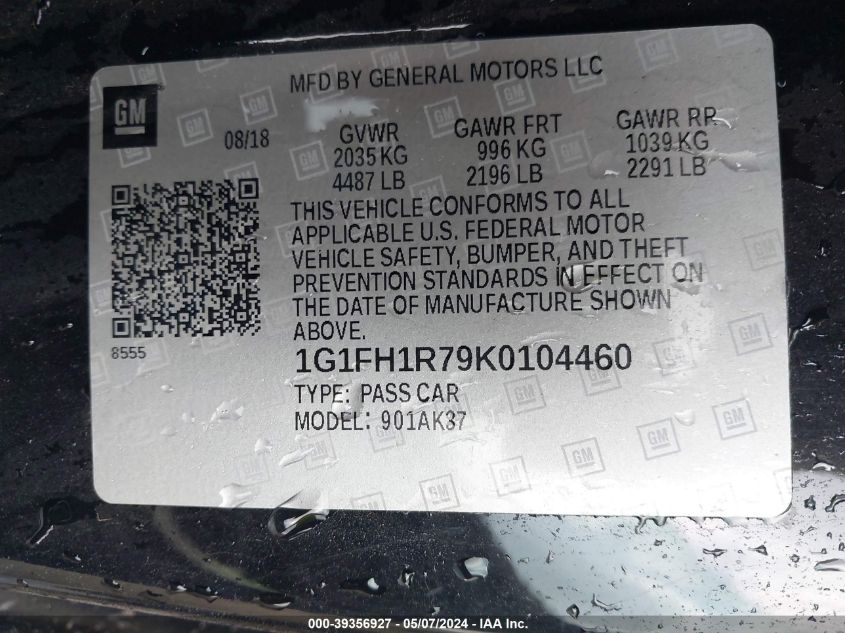 MFD BY GENERAL MOTORS LLC
GM
08/18
GVWR GAWR FRT GAWR RR
2035 KG 996 KG 1039 KG
4487 LB 2196 LB 2291 LB
THIS VEHICLE CONFORMS TO ALL
APPLICABLE U.S. FEDERAL MOTOR
VEHICLE SAFETY, BUMPER, AND THEFT
PREVENTION STANDARDS IN EFFECT ON
THE DATE OF MANUFACTURE SHOWN
ABOVE.
8555
1G1FH1R79K0104460
TYPE: PASS CAR
MODEL: 901AK37
000-39356927 - 05/07/2024 - IAA Inc.